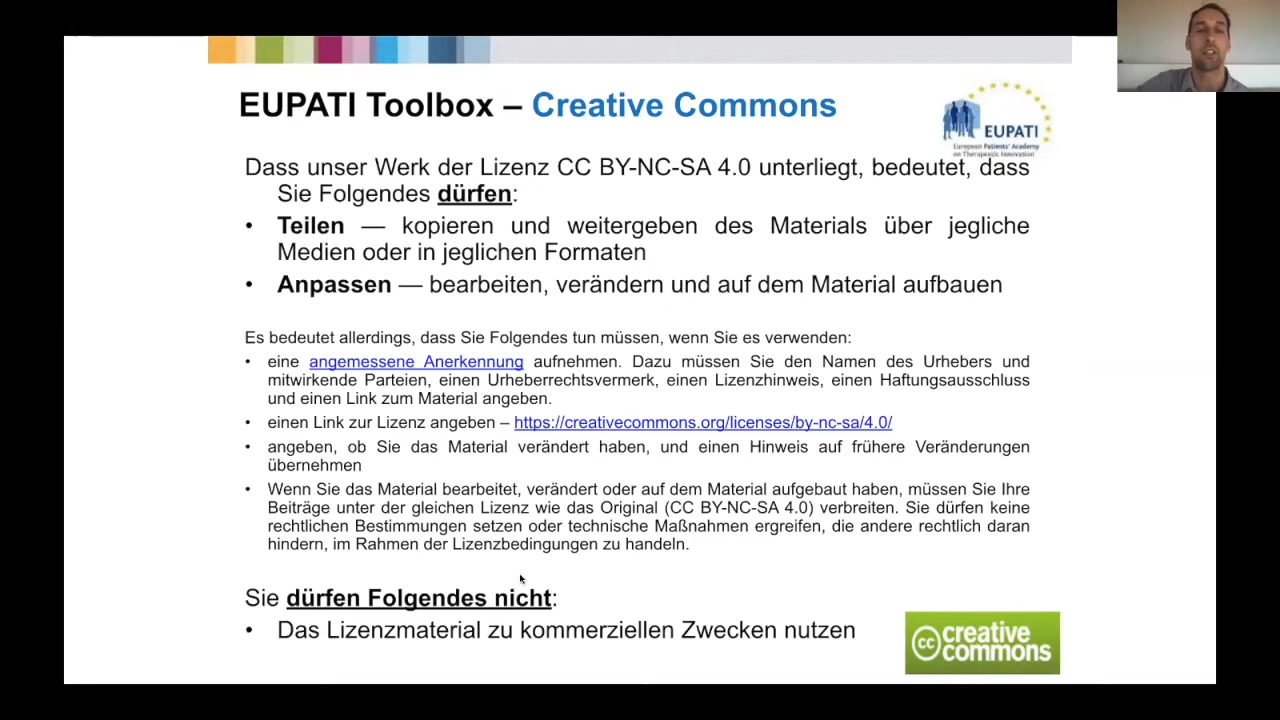 EUPATI Toolbox – Creative Commons
EUPATI
European Patients' Academy
on Therapeutic Innovation
Dass unser Werk der Lizenz CC BY-NC-SA 4.0 unterliegt, bedeutet, dass
Sie Folgendes dürfen:
• Teilen — kopieren und weitergeben des Materials über jegliche
Medien oder in jeglichen Formaten
• Anpassen — bearbeiten, verändern und auf dem Material aufbauen
Es bedeutet allerdings, dass Sie Folgendes tun müssen, wenn Sie es verwenden:
• eine angemessene Anerkennung aufnehmen. Dazu müssen Sie den Namen des Urhebers und
mitwirkende Parteien, einen Urheberrechtsvermerk, einen Lizenzhinweis, einen Haftungsausschluss
und einen Link zum Material angeben.
• einen Link zur Lizenz angeben – https://creativecommons.org/licenses/by-nc-sa/4.0/
• angeben, ob Sie das Material verändert haben, und einen Hinweis auf frühere Veränderungen
übernehmen
• Wenn Sie das Material bearbeitet, verändert oder auf dem Material aufgebaut haben, müssen Sie Ihre
Beiträge unter der gleichen Lizenz wie das Original (CC BY-NC-SA 4.0) verbreiten. Sie dürfen keine
rechtlichen Bestimmungen setzen oder technische Maßnahmen ergreifen, die andere rechtlich daran
hindern, im Rahmen der Lizenzbedingungen zu handeln.
Sie dürfen Folgendes nicht:
• Das Lizenzmaterial zu kommerziellen Zwecken nutzen
cc creative
commons